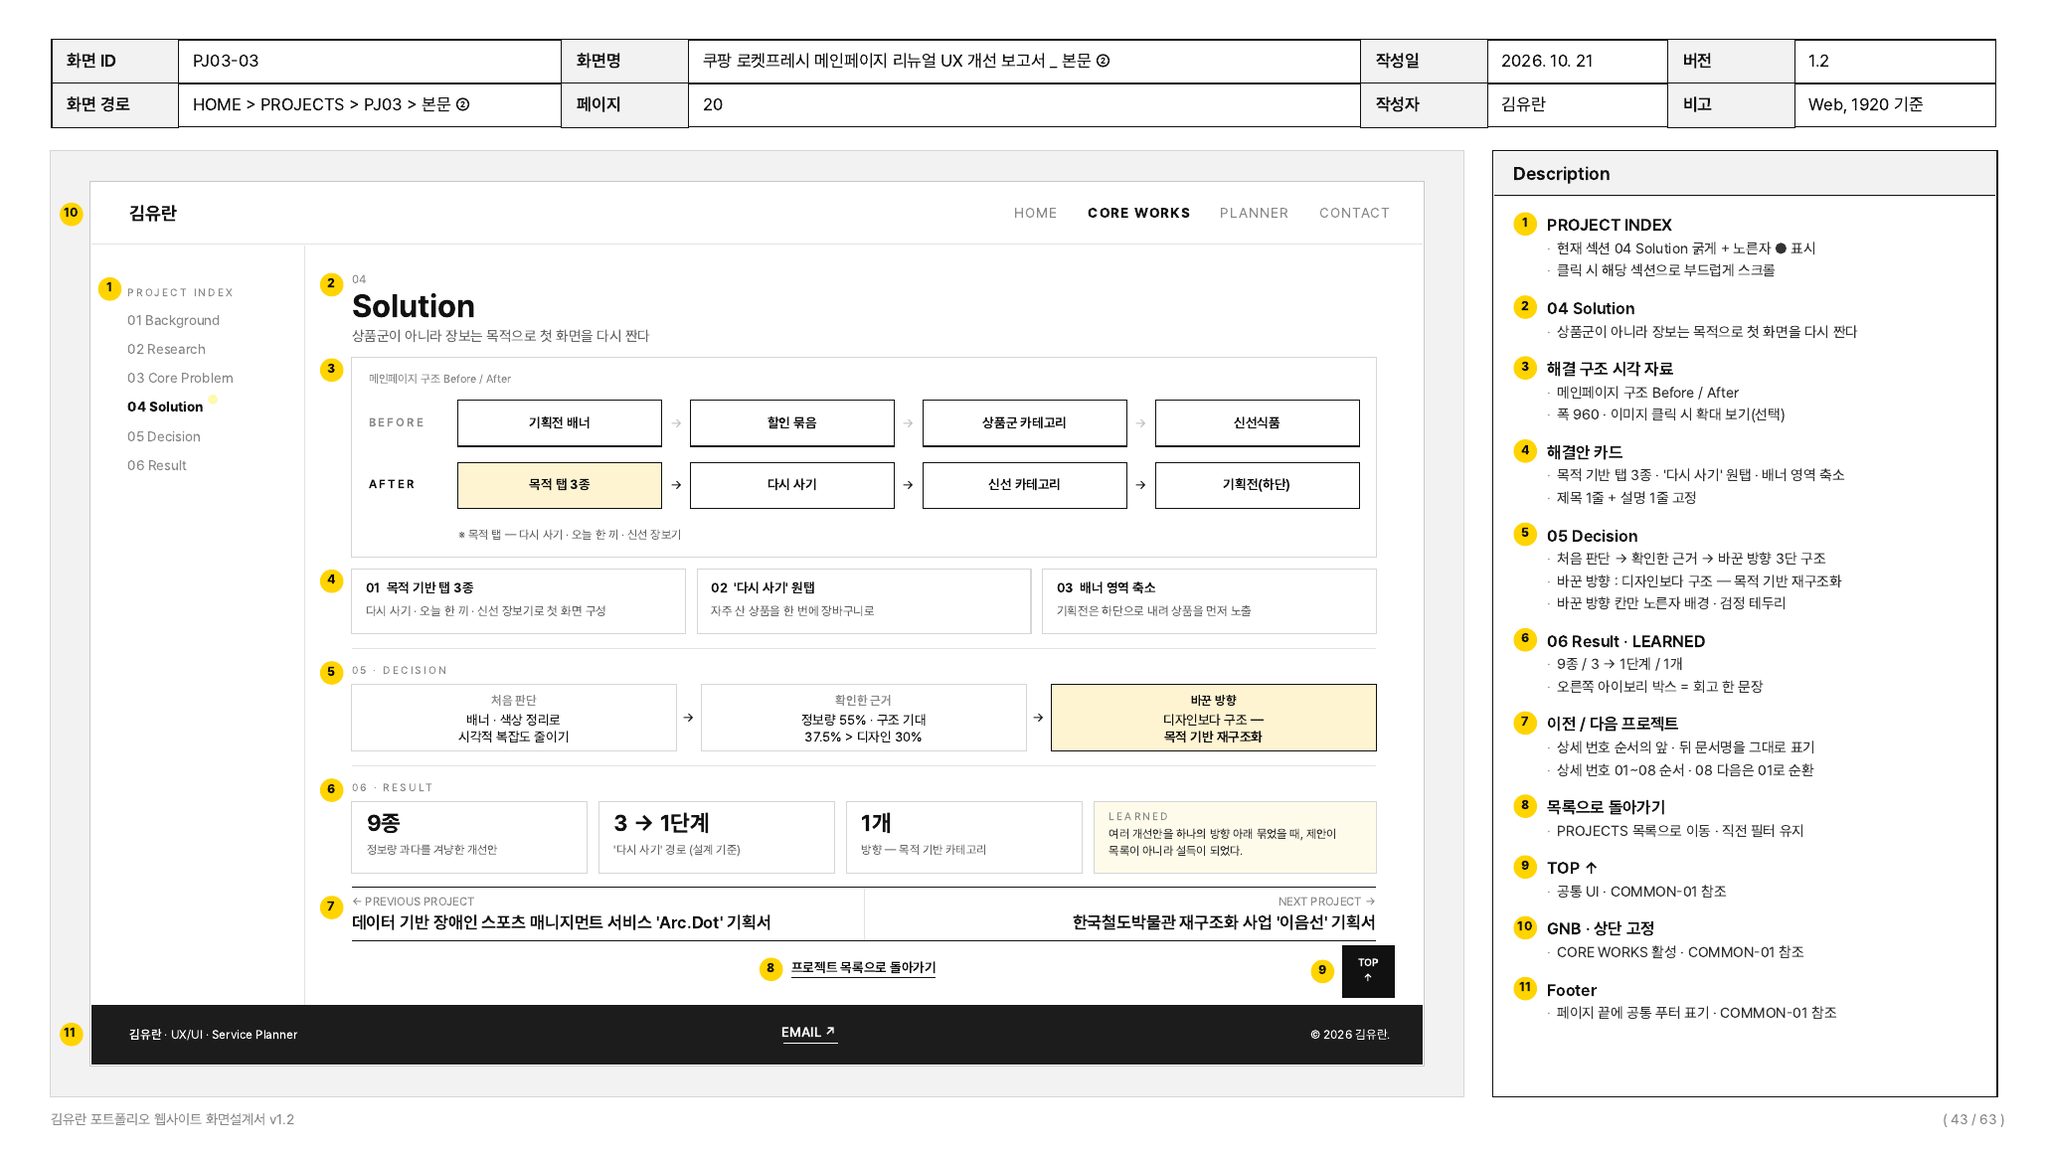 화면 ID PJ03-03 화면명 쿠팡 로켓프레시 메인페이지 리뉴얼 UX 개선 보고서 _ 본문 ② 작성일 2026. 10. 21 버전 1.2
화면 경로 HOME > PROJECTS > PJ03 > 본문 ② 페이지 20 작성자 김유란 비고 Web, 1920 기준
10 김유란 HOME CORE WORKS PLANNER CONTACT
1 PROJECT INDEX
01 Background
02 Research
03 Core Problem
04 Solution
05 Decision
06 Result
2 04
Solution
상품군이 아니라 장보는 목적으로 첫 화면을 다시 짠다
3 메인페이지 구조 Before / After
BEFORE 기획전 배너 → 할인 묶음 → 상품군 카테고리 → 신선식품
AFTER 목적 탭 3종 → 다시 사기 → 신선 카테고리 → 기획전(하단)
※ 목적 탭 — 다시 사기 · 오늘 한 끼 · 신선 장보기
4 01 목적 기반 탭 3종
다시 사기 · 오늘 한 끼 · 신선 장보기로 첫 화면 구성
02 '다시 사기' 원탭
자주 산 상품을 한 번에 장바구니로
03 배너 영역 축소
기획전은 하단으로 내려 상품을 먼저 노출
5 05 · DECISION
처음 판단
배너 · 색상 정리로
시각적 복잡도 줄이기
→
확인한 근거
정보량 55% · 구조 기대
37.5% > 디자인 30%
→
바꾼 방향
디자인보다 구조 —
목적 기반 재구조화
6 06 · RESULT
9종
정보량 과다를 겨냥한 개선안
3 → 1단계
'다시 사기' 경로 (설계 기준)
1개
방향 — 목적 기반 카테고리
LEARNED
여러 개선안을 하나의 방향 아래 묶었을 때, 제안이
목록이 아니라 설득이 되었다.
7 ← PREVIOUS PROJECT
데이터 기반 장애인 스포츠 매니지먼트 서비스 'Arc.Dot' 기획서
NEXT PROJECT →
한국철도박물관 재구조화 사업 '이음선' 기획서
8 프로젝트 목록으로 돌아가기
9 TOP
↑
11 김유란 · UX/UI · Service Planner EMAIL ↗ © 2026 김유란.
Description
1 PROJECT INDEX
· 현재 섹션 04 Solution 굵게 + 노른자 ● 표시
· 클릭 시 해당 섹션으로 부드럽게 스크롤
2 04 Solution
· 상품군이 아니라 장보는 목적으로 첫 화면을 다시 짠다
3 해결 구조 시각 자료
· 메인페이지 구조 Before / After
· 폭 960 · 이미지 클릭 시 확대 보기(선택)
4 해결안 카드
· 목적 기반 탭 3종 · '다시 사기' 원탭 · 배너 영역 축소
· 제목 1줄 + 설명 1줄 고정
5 05 Decision
· 처음 판단 → 확인한 근거 → 바꾼 방향 3단 구조
· 바꾼 방향 : 디자인보다 구조 — 목적 기반 재구조화
· 바꾼 방향 칸만 노른자 배경 · 검정 테두리
6 06 Result · LEARNED
· 9종 / 3 → 1단계 / 1개
· 오른쪽 아이보리 박스 = 회고 한 문장
7 이전 / 다음 프로젝트
· 상세 번호 순서의 앞 · 뒤 문서명을 그대로 표기
· 상세 번호 01~08 순서 · 08 다음은 01로 순환
8 목록으로 돌아가기
· PROJECTS 목록으로 이동 · 직전 필터 유지
9 TOP ↑
· 공통 UI · COMMON-01 참조
10 GNB · 상단 고정
· CORE WORKS 활성 · COMMON-01 참조
11 Footer
· 페이지 끝에 공통 푸터 표기 · COMMON-01 참조
김유란 포트폴리오 웹사이트 화면설계서 v1.2
( 43 / 63 )